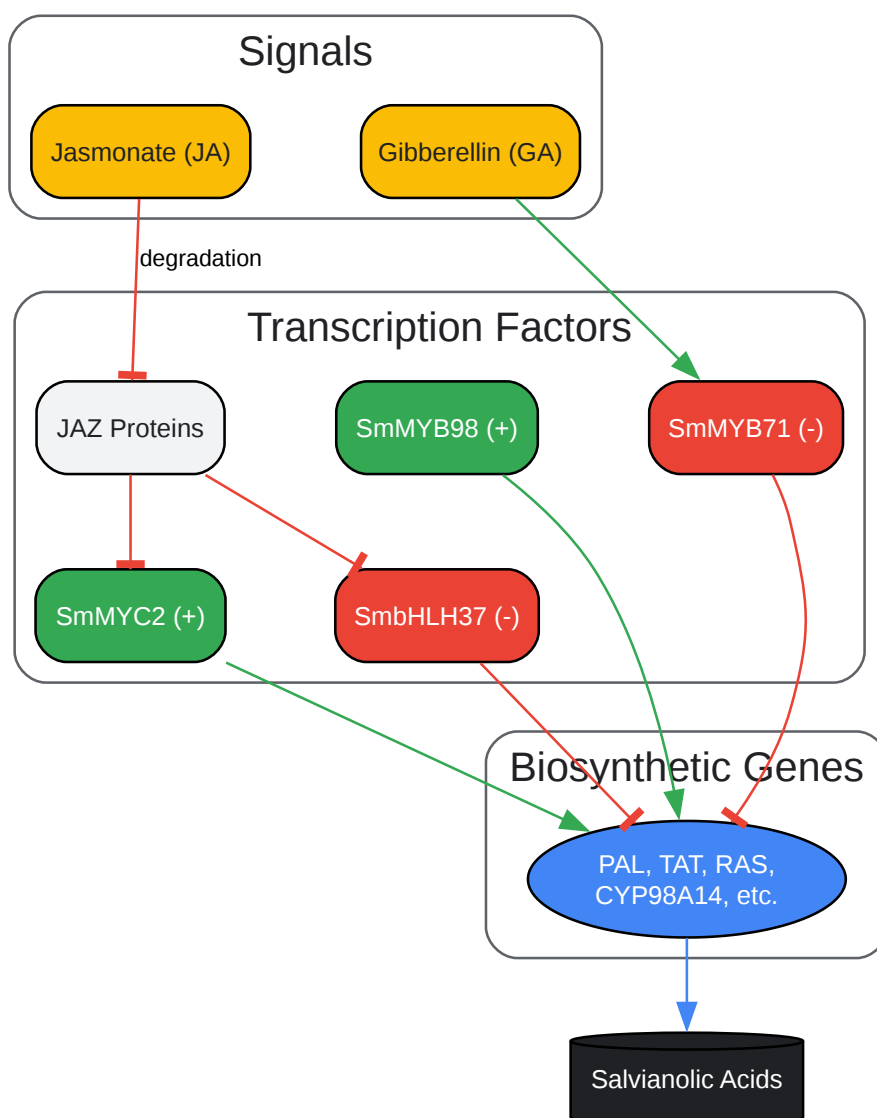 Signals
Jasmonate (JA)
Gibberellin (GA)
degradation
Transcription Factors
JAZ Proteins
SmMYB98 (+)
SmMYB71 (-)
SmMYC2 (+)
SmbHLH37 (-)
Biosynthetic Genes
PAL, TAT, RAS,
CYP98A14, etc.
Salvianolic Acids